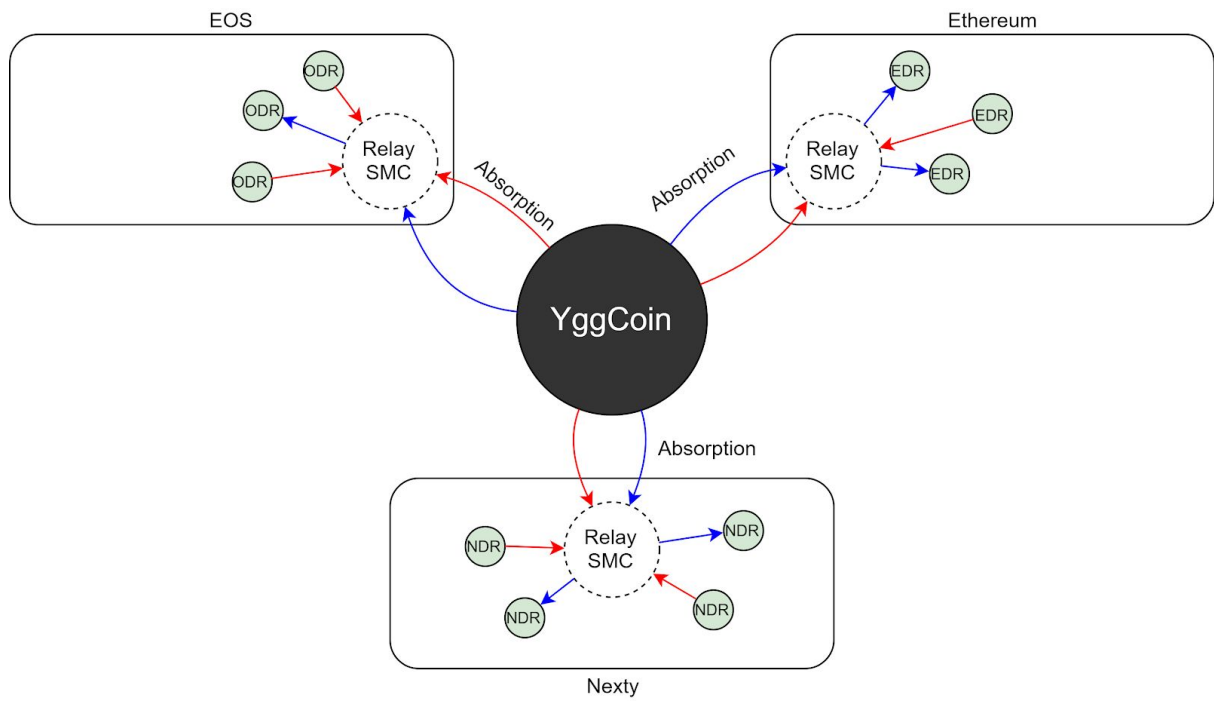 EOS
Ethereum
ODR
ODR
ODR
Relay
SMC
Absorption
Absorption
Relay
SMC
EDR
EDR
EDR
YggCoin
Absorption
Relay
SMC
NDR
NDR
NDR
NDR
Nexty